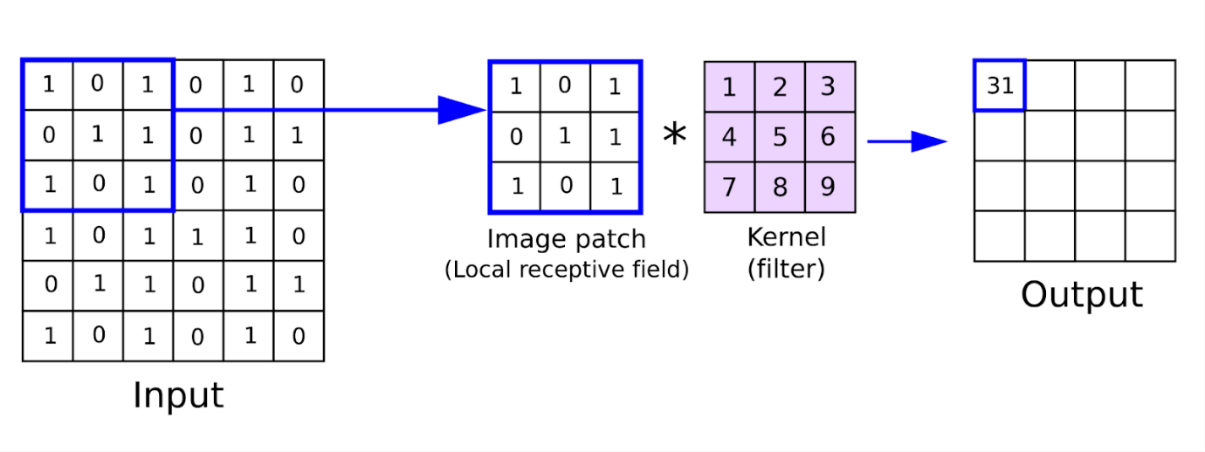 1 0 1 0 1 0
0 1 1 0 1 1
1 0 1 0 1 0
1 0 1 1 1 0
0 1 1 0 1 1
1 0 1 0 1 0
Input
1 0 1
0 1 1
1 0 1
Image patch
(Local receptive field)
*
1 2 3
4 5 6
7 8 9
Kernel
(filter)
31
Output